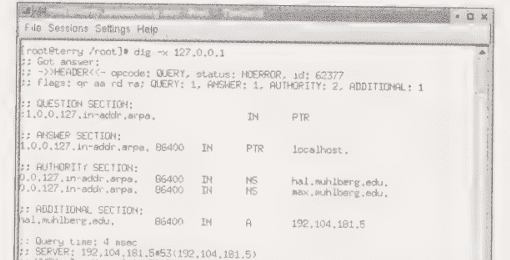 File Sessions Settings Help
[root@terry /root]# dig -x 127.0.0.1
;; Got answer:
;; ->>HEADER<<- opcode: QUERY, status: NOERROR, id: 62377
;; flags: qr aa rd ra; QUERY: 1, ANSWER: 1, AUTHORITY: 2, ADDITIONAL: 1
;; QUESTION SECTION:
;1.0.0.127.in-addr.arpa. IN PTR
;; ANSWER SECTION:
1.0.0.127.in-addr.arpa. 86400 IN PTR localhost.
;; AUTHORITY SECTION:
0.0.127.in-addr.arpa. 86400 IN NS hal.muhlberg.edu.
0.0.127.in-addr.arpa. 86400 IN NS max.muhlberg.edu.
;; ADDITIONAL SECTION:
hal.muhlberg.edu. 86400 IN A 192.104.181.5
;; Query time: 4 msec
;; SERVER: 192.104.181.5#53(192.104.181.5)